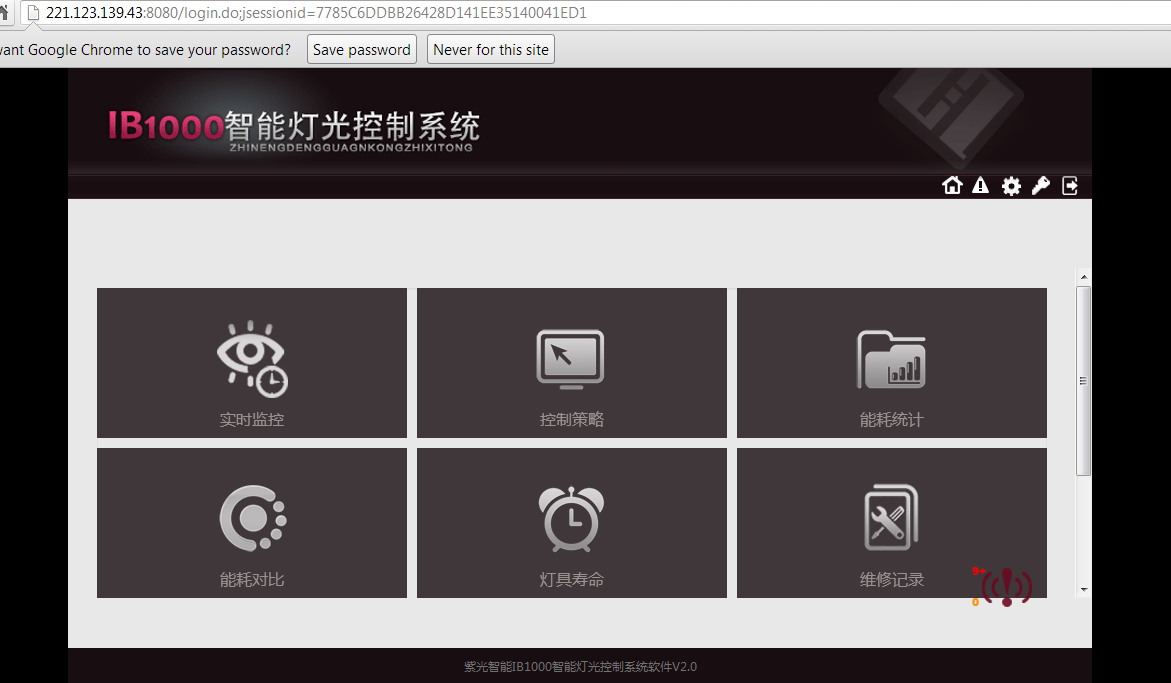 221.123.139.43:8080/login.do;jsessionid=7785C6DDBB26428D141EE35140041ED1
want Google Chrome to save your password? Save password Never for this site
IB1000智能灯光控制系统
ZHINENGDENGGUAGNKONGZHIXITONG
实时监控 控制策略 能耗统计
能耗对比 灯具寿命 维修记录
9+
0
紫光智能IB1000智能灯光控制系统软件V2.0